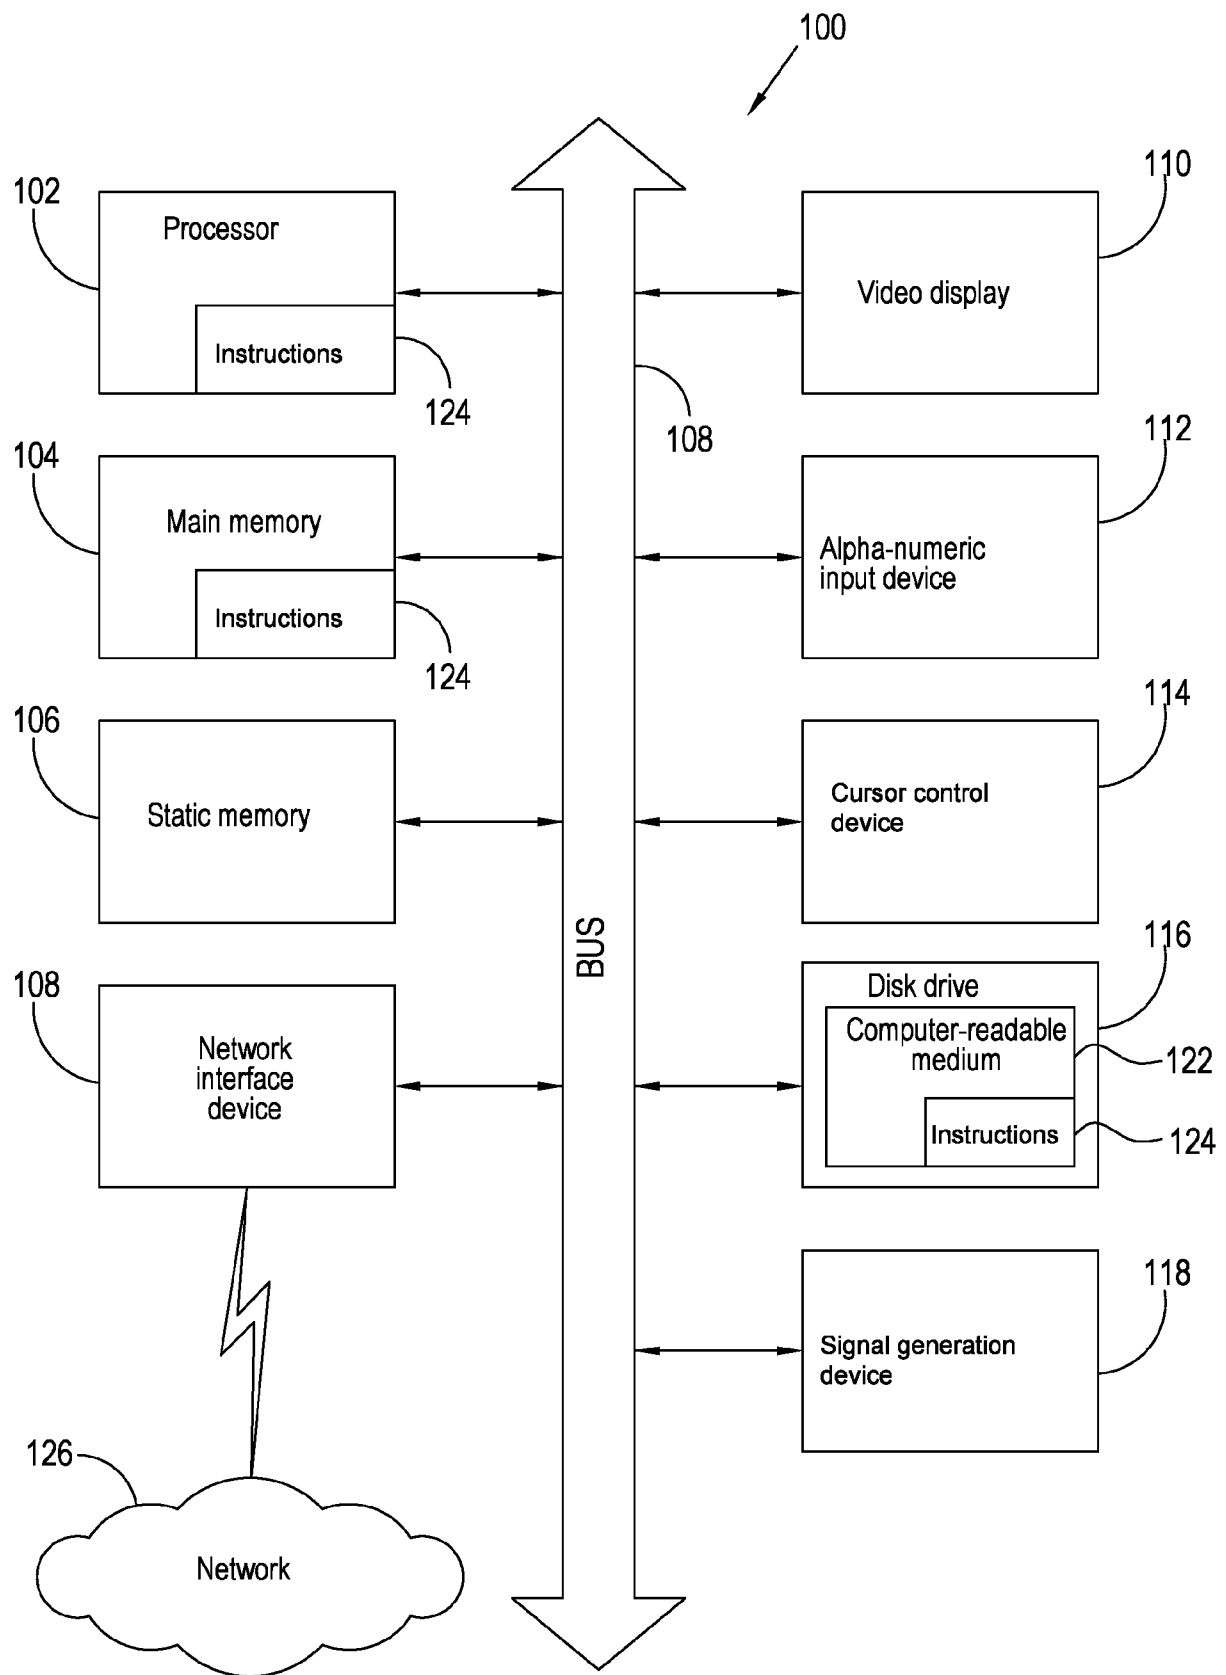 100
102
Processor
Instructions
124
110
Video display
108
104
Main memory
Instructions
124
112
Alpha-numeric
input device
106
Static memory
114
Cursor control
device
BUS
108
Network
interface
device
116
Disk drive
Computer-readable
medium
122
Instructions
124
118
Signal generation
device
126
Network